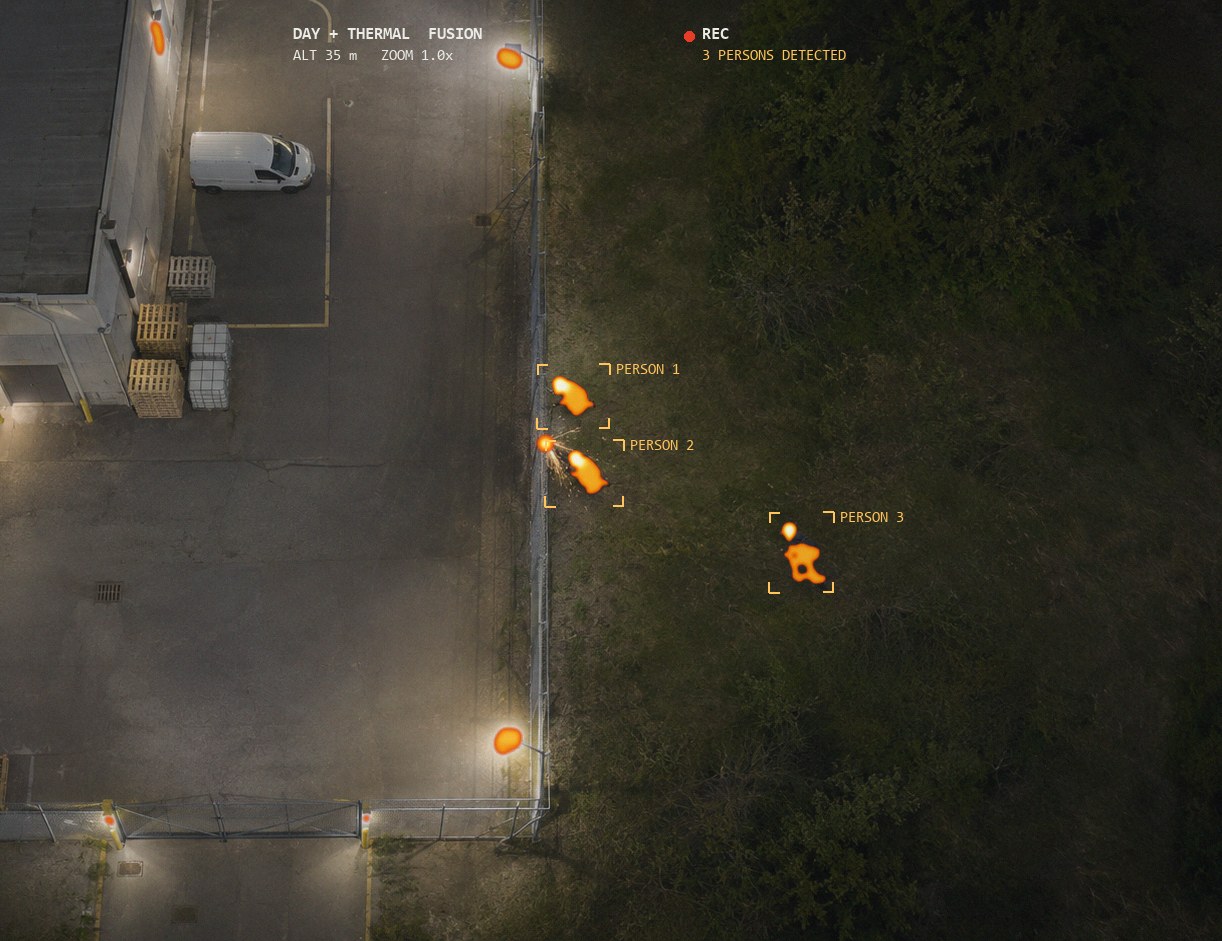 DAY + THERMAL FUSION
ALT 35 m ZOOM 1.0x
REC
3 PERSONS DETECTED
PERSON 1
PERSON 2
PERSON 3